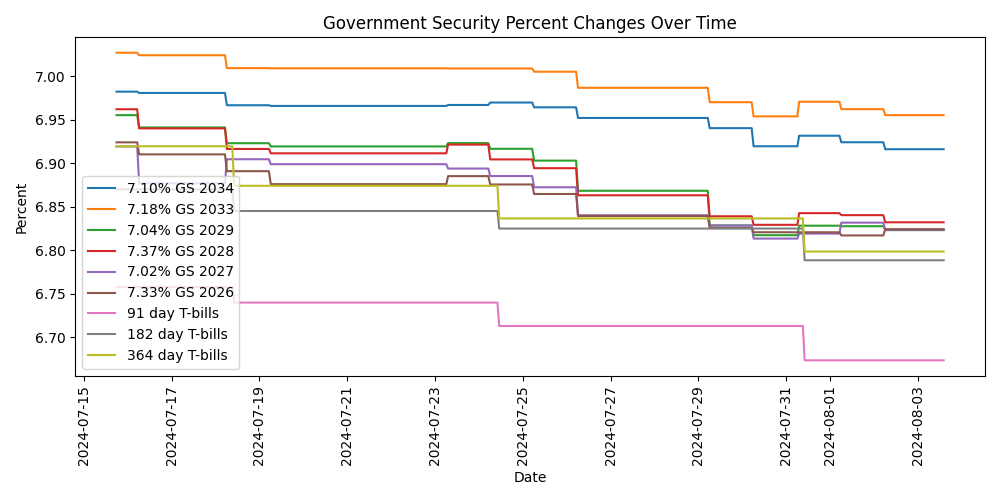 Government Security Percent Changes Over Time
Percent
7.00
6.95
6.90
6.85
6.80
6.75
6.70
7.10% GS 2034
7.18% GS 2033
7.04% GS 2029
7.37% GS 2028
7.02% GS 2027
7.33% GS 2026
91 day T-bills
182 day T-bills
364 day T-bills
2024-07-15
2024-07-17
2024-07-19
2024-07-21
2024-07-23
2024-07-25
2024-07-27
2024-07-29
2024-07-31
2024-08-01
2024-08-03
Date